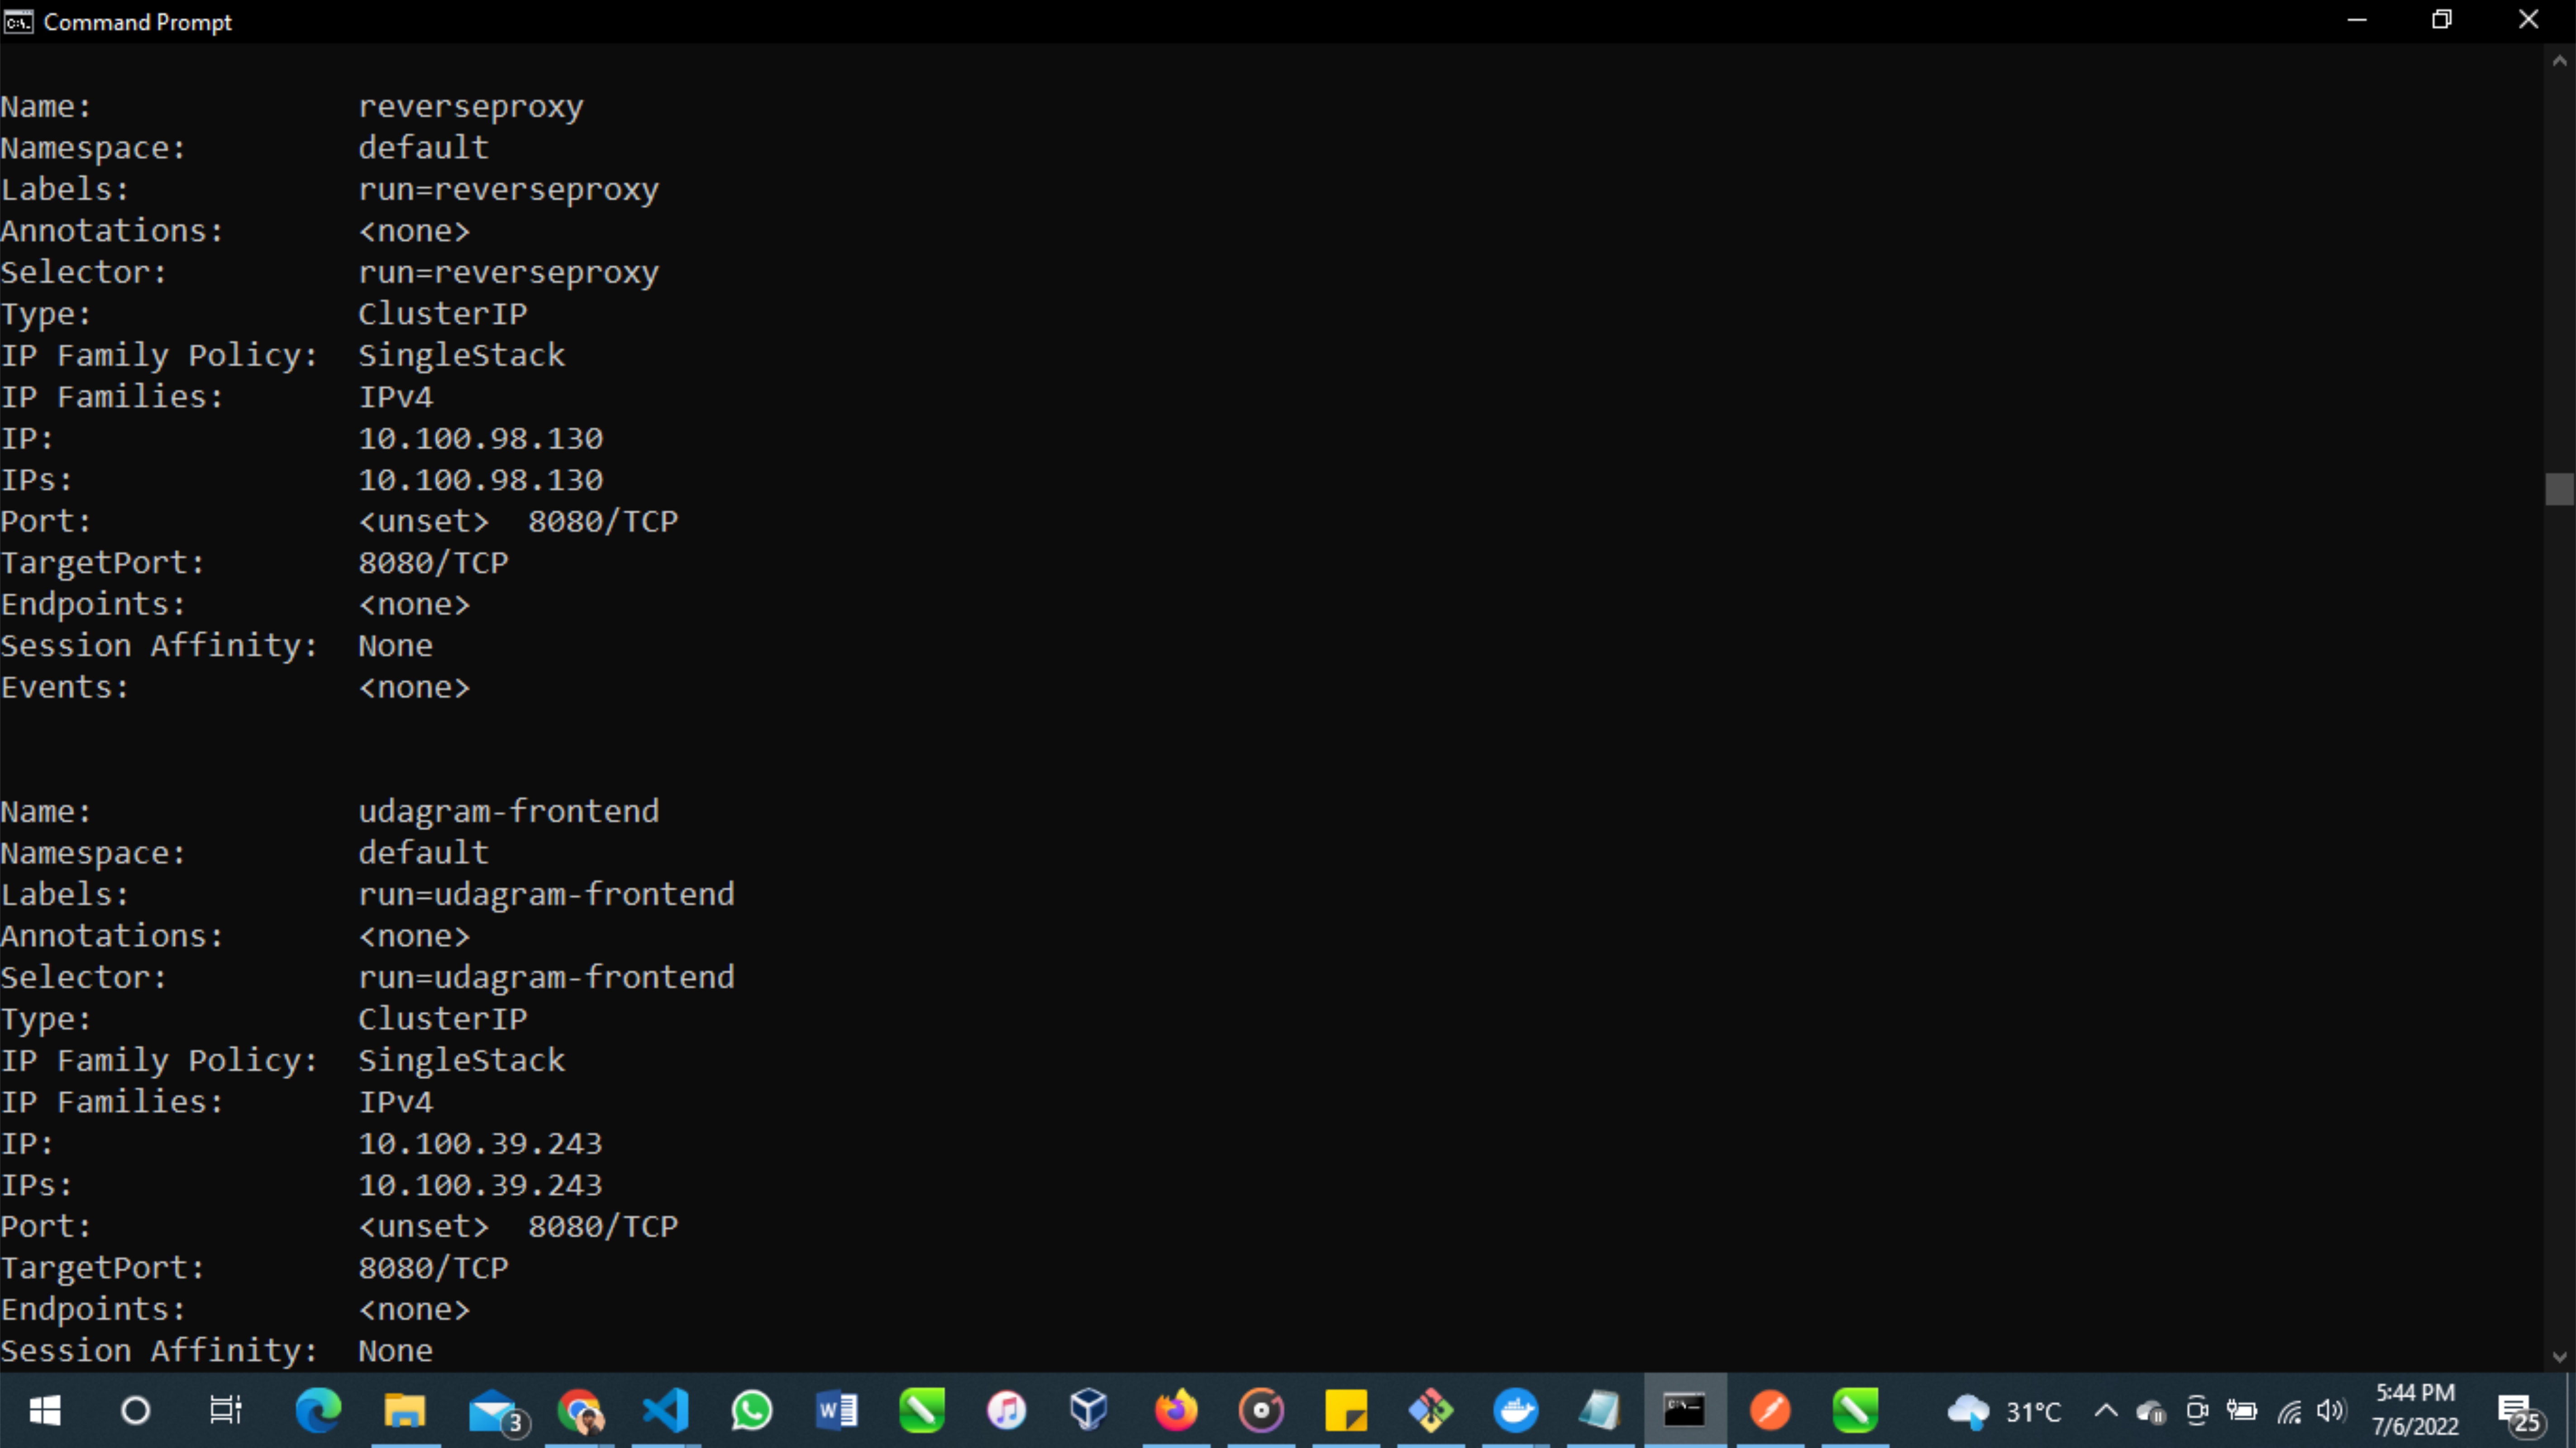 Command Prompt
Name: reverseproxy
Namespace: default
Labels: run=reverseproxy
Annotations: <none>
Selector: run=reverseproxy
Type: ClusterIP
IP Family Policy: SingleStack
IP Families: IPv4
IP: 10.100.98.130
IPs: 10.100.98.130
Port: <unset> 8080/TCP
TargetPort: 8080/TCP
Endpoints: <none>
Session Affinity: None
Events: <none>
Name: udagram-frontend
Namespace: default
Labels: run=udagram-frontend
Annotations: <none>
Selector: run=udagram-frontend
Type: ClusterIP
IP Family Policy: SingleStack
IP Families: IPv4
IP: 10.100.39.243
IPs: 10.100.39.243
Port: <unset> 8080/TCP
TargetPort: 8080/TCP
Endpoints: <none>
Session Affinity: None
3
31°C
5:44 PM
7/6/2022
25